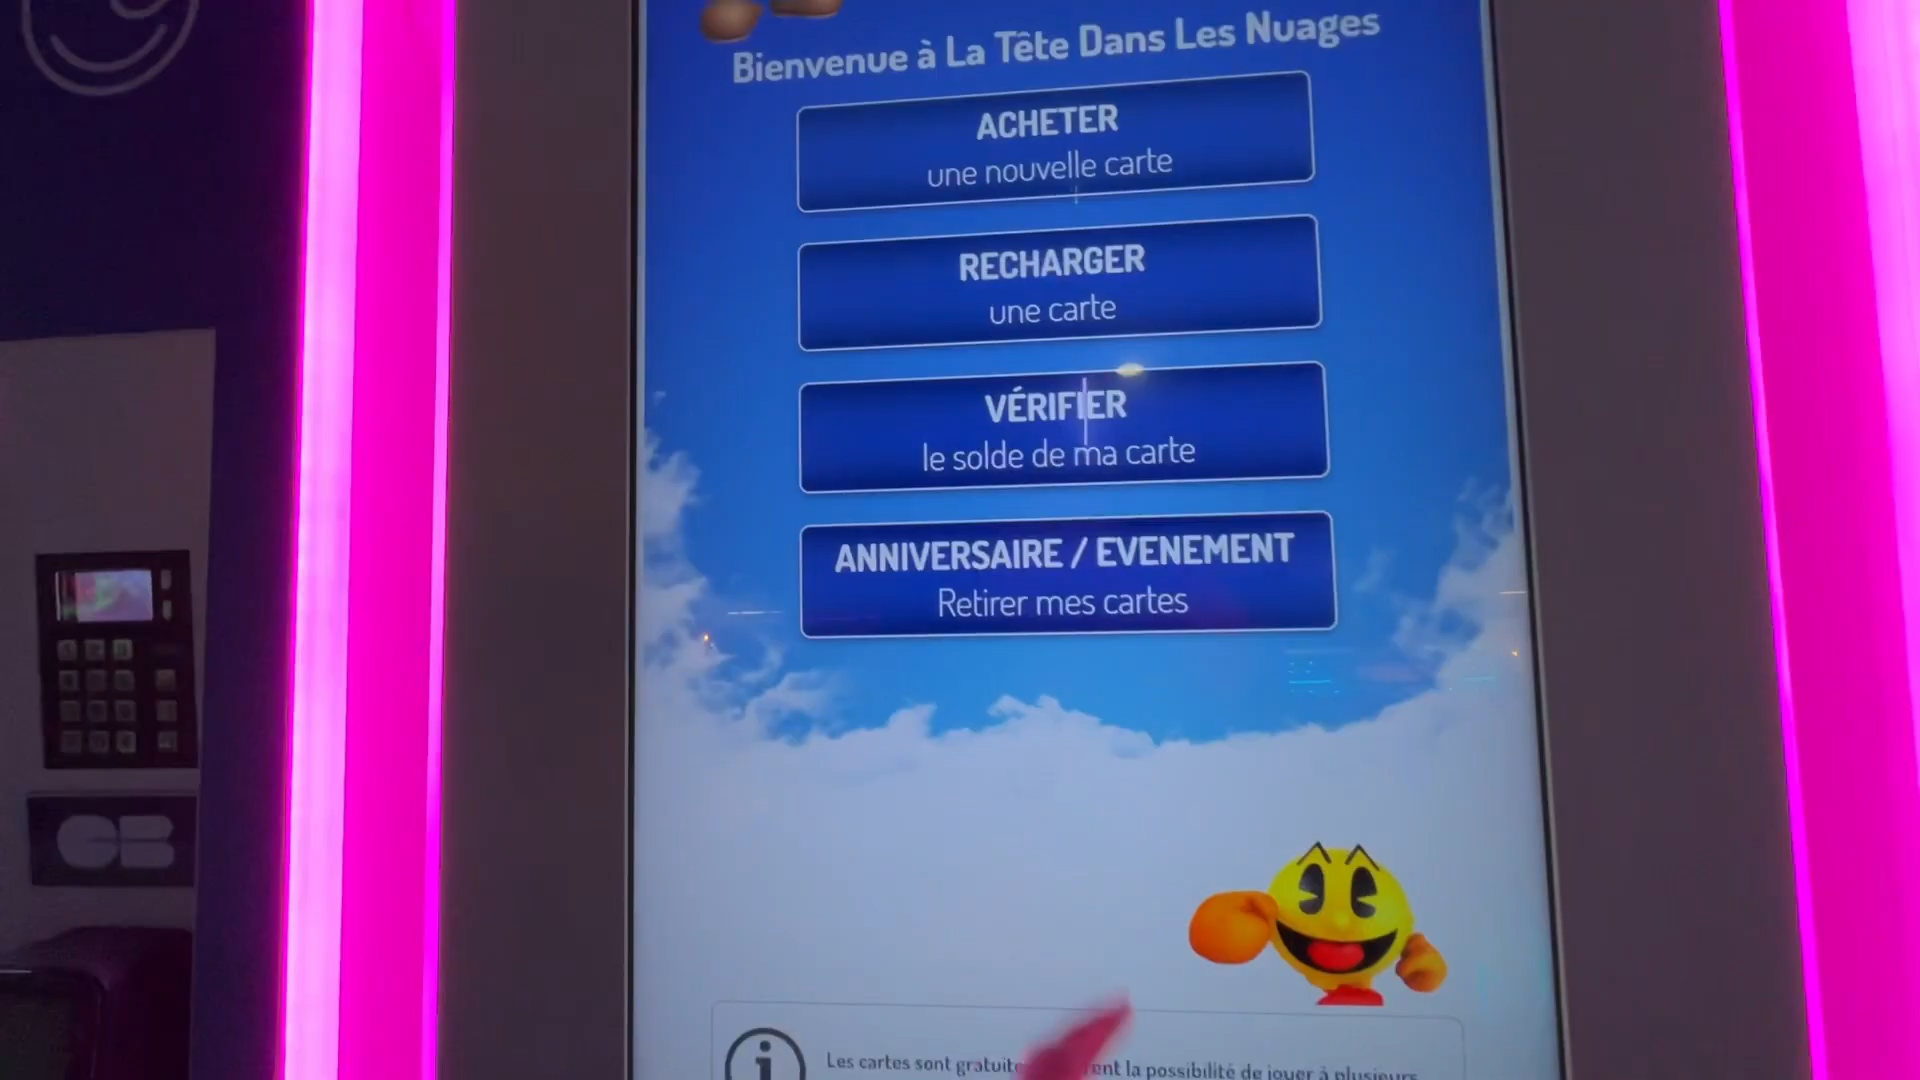 Bienvenue à La Tête Dans Les Nuages
ACHETER
une nouvelle carte
RECHARGER
une carte
VÉRIFIER
le solde de ma carte
ANNIVERSAIRE / EVENEMENT
Retirer mes cartes
CB
i
Les cartes sont la possibilité de jouer à plusieurs